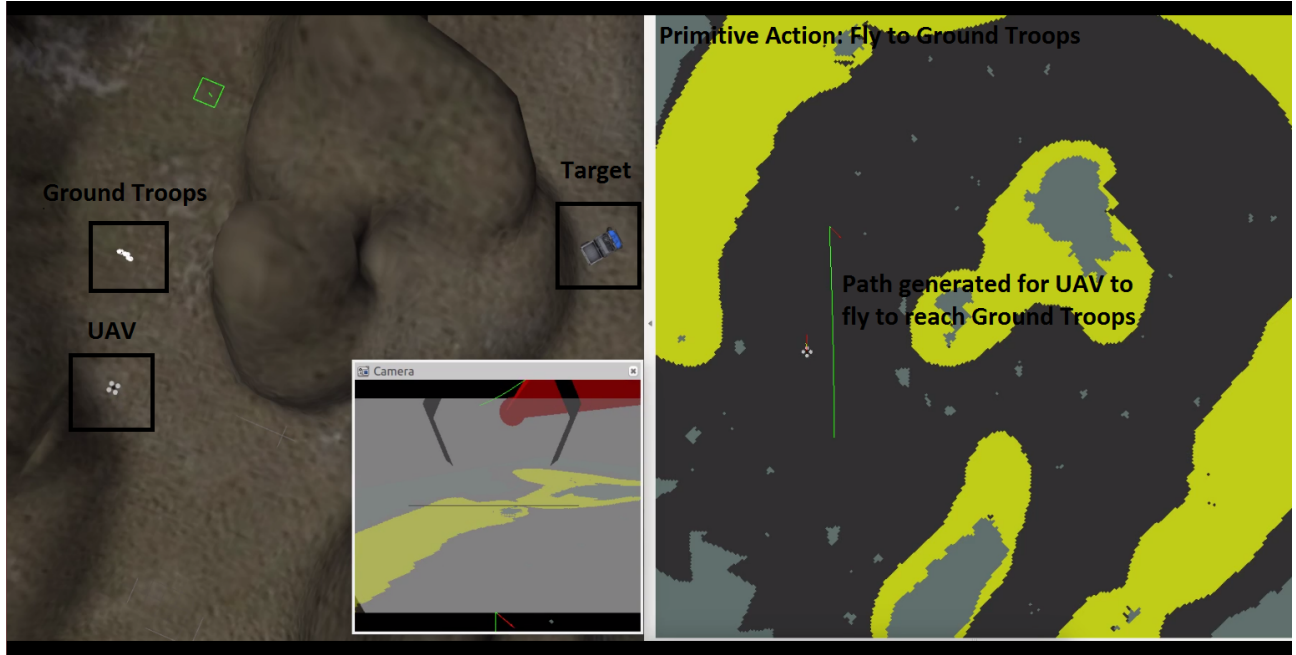 Primitive Action: Fly to Ground Troops
Target
Ground Troops
Path generated for UAV to
fly to reach Ground Troops
UAV
Camera